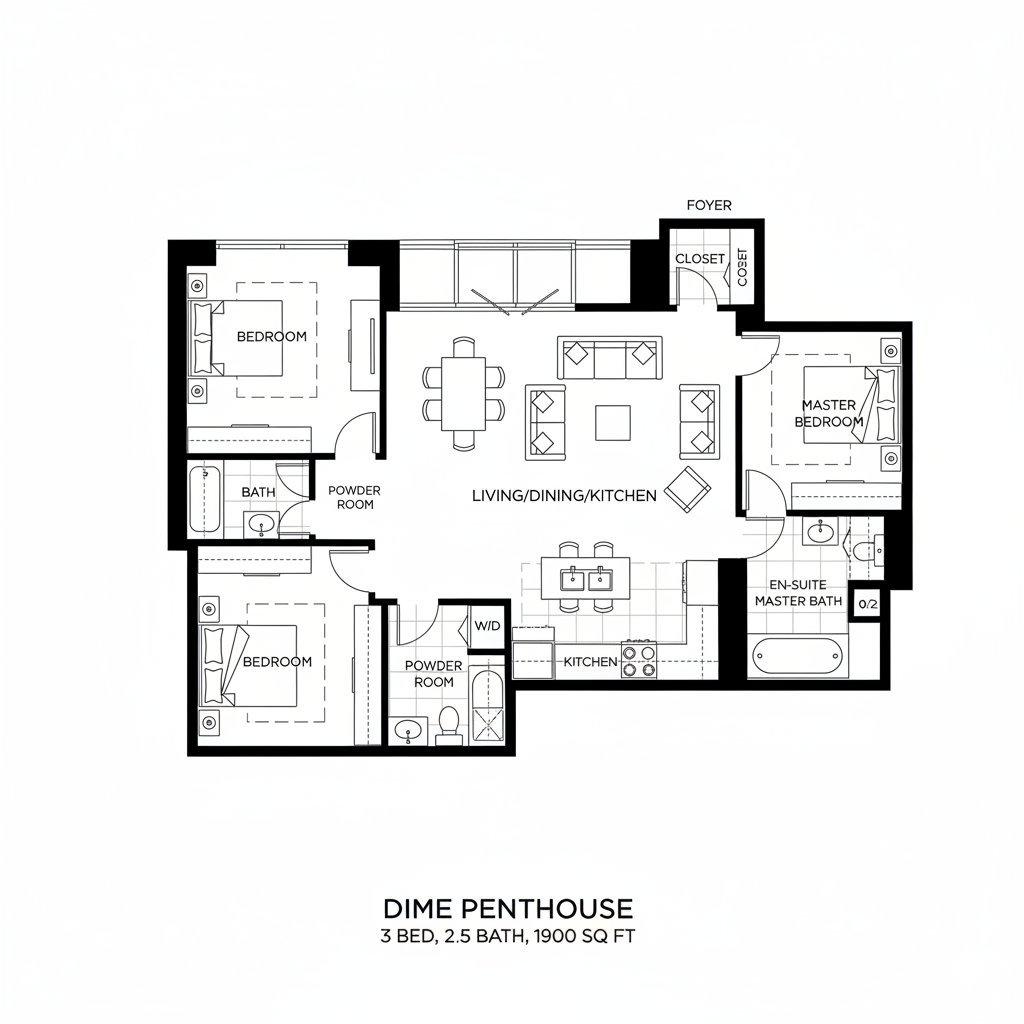 FOYER
CLOSET
COƎET
BEDROOM
MASTER
BEDROOM
BATH
POWDER
ROOM
LIVING/DINING/KITCHEN
EN-SUITE
MASTER BATH
0/2
W/D
BEDROOM
POWDER
ROOM
KITCHEN
DIME PENTHOUSE
3 BED, 2.5 BATH, 1900 SQ FT